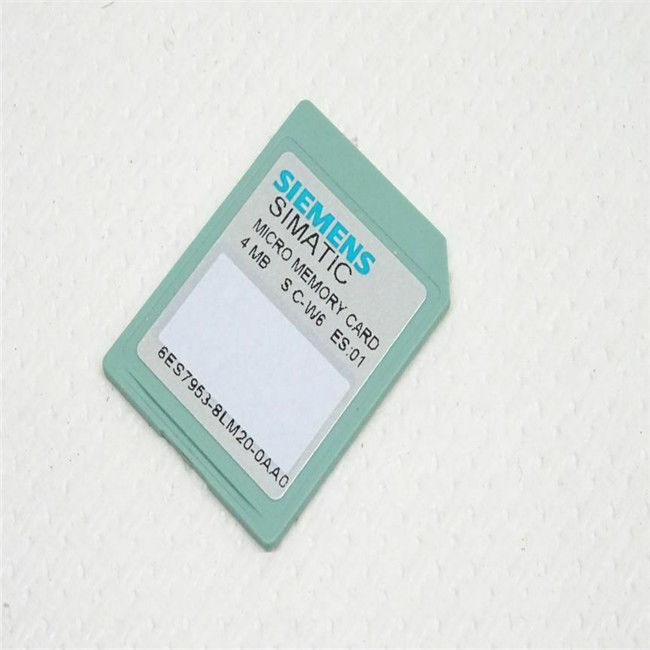 SIEMENS
SIMATIC
MICRO MEMORY CARD
4 MB S C-W6 ES:01
6ES7953-8LM20-0AA0